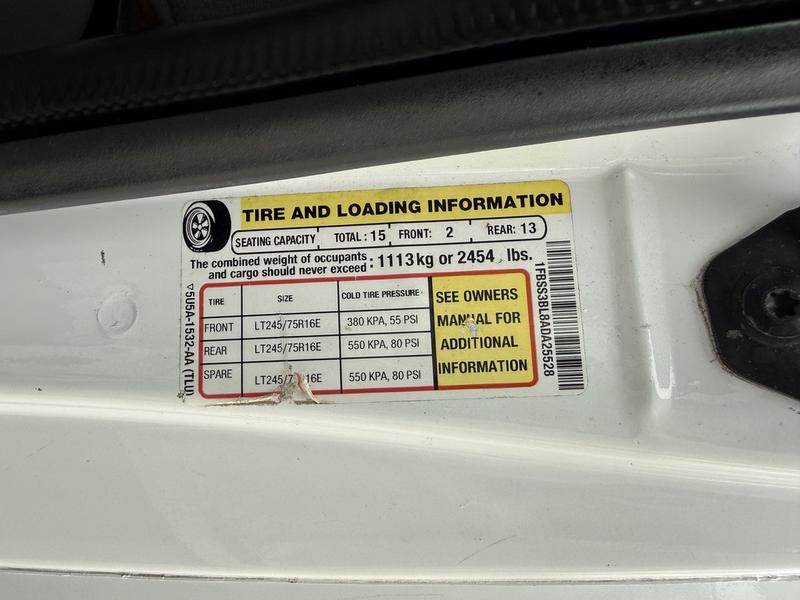 TIRE AND LOADING INFORMATION
SEATING CAPACITY TOTAL : 15 FRONT: 2 REAR: 13
The combined weight of occupants and cargo should never exceed : 1113 kg or 2454 lbs.
TIRE SIZE COLD TIRE PRESSURE
FRONT LT245/75R16E 380 KPA, 55 PSI
REAR LT245/75R16E 550 KPA, 80 PSI
SPARE LT245/75R16E 550 KPA, 80 PSI
SEE OWNERS
MANUAL FOR
ADDITIONAL
INFORMATION
5U5A-1532-AA (TLU)
1FBSS3BL8ADA25528